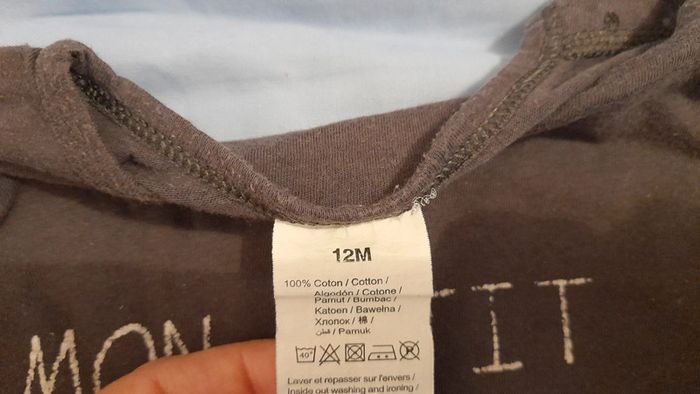 12M
100% Coton / Cotton /
Algodón / Cotone /
Pamut / Bumbac /
Katoen / Bawełna /
Хлопок / 棉 /
قطن / Pamuk
40°
MON TIT
Laver et repasser sur l'envers /
Inside out washing and ironing /